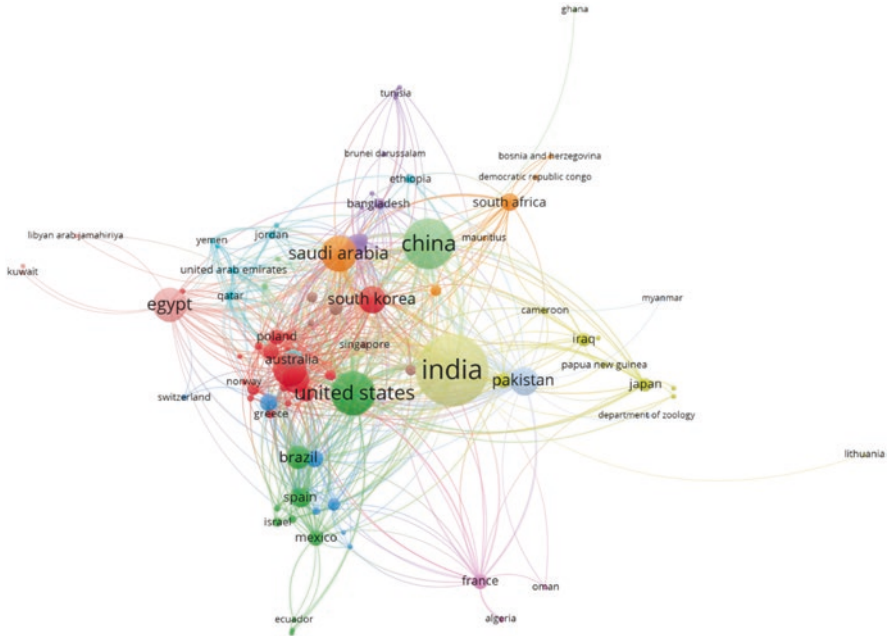 ghana
tunisia
brunei darussalam
bosnia and herzegovina
ethiopia
democratic republic congo
bangladesh
south africa
libyan arab jamahiriya
yemen
jordan
saudi arabia
china
mauritius
kuwait
united arab emirates
qatar
egypt
south korea
cameroon
myanmar
poland
singapore
iraq
australia
india
papua new guinea
norway
united states
pakistan
japan
switzerland
greece
department of zoology
brazil
lithuania
spain
israel
mexico
france
oman
ecuador
algeria